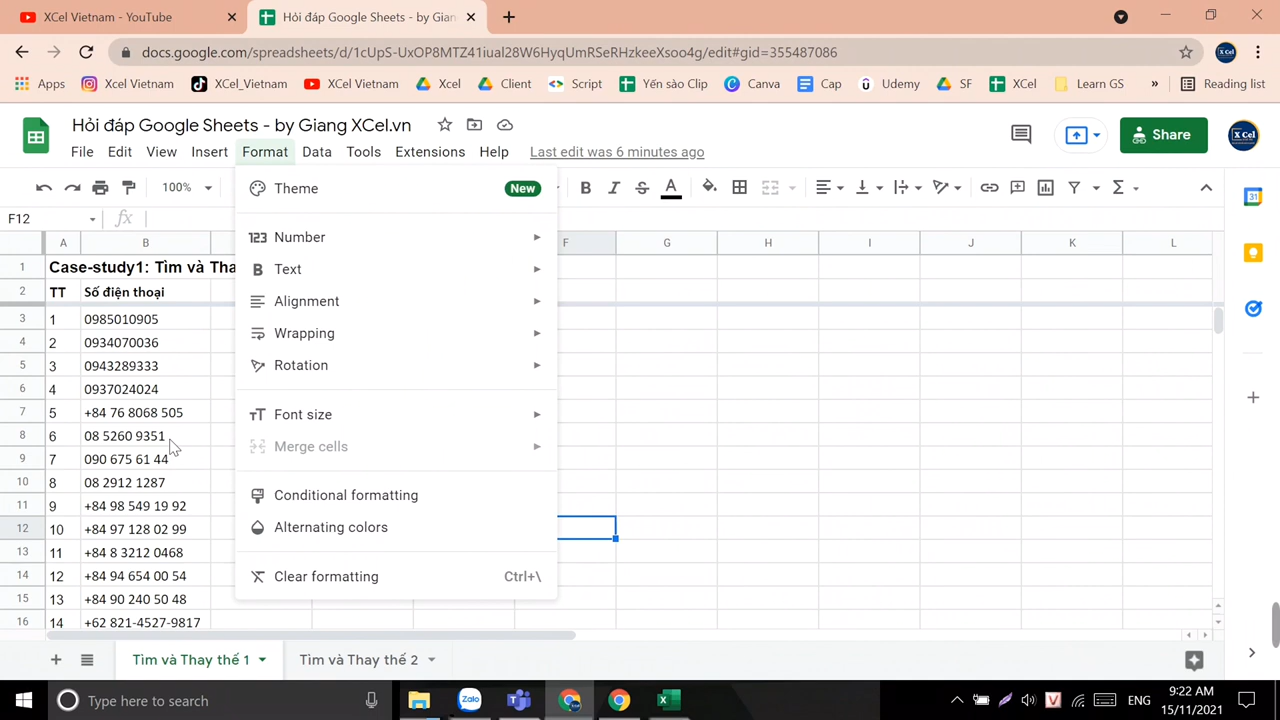 XCel Vietnam - YouTube
Hỏi đáp Google Sheets - by Giang
docs.google.com/spreadsheets/d/1cUpS-UxOP8MTZ41iuaI28W6HyqUmRSeRHzkeeXsoo4g/edit#gid=355487086
Apps Xcel Vietnam XCel_Vietnam Xcel Vietnam Xcel Client Script Yến sào Clip Canva Cap Udemy SF XCel Learn GS » Reading list
Hỏi đáp Google Sheets - by Giang XCel.vn
Share
X Cel
File Edit View Insert Format Data Tools Extensions Help Last edit was 6 minutes ago
100%
Theme New
F12 fx
123 Number
A B F G H I J K L
1 Case-study1: Tìm và Tha
Text
2 TT Số điện thoại
Alignment
3 1 0985010905
Wrapping
4 2 0934070036
5 3 0943289333
Rotation
6 4 0937024024
7 5 +84 76 8068 505
Font size
8 6 08 5260 9351
Merge cells
9 7 090 675 61 44
10 8 08 2912 1287
Conditional formatting
11 9 +84 98 549 19 92
12 10 +84 97 128 02 99
Alternating colors
13 11 +84 8 3212 0468
14 12 +84 94 654 00 54
Clear formatting Ctrl+\
15 13 +84 90 240 50 48
16 14 +62 821-4527-9817
Tìm và Thay thế 1 Tìm và Thay thế 2
Type here to search
Zalo
ENG
9:22 AM
15/11/2021
31